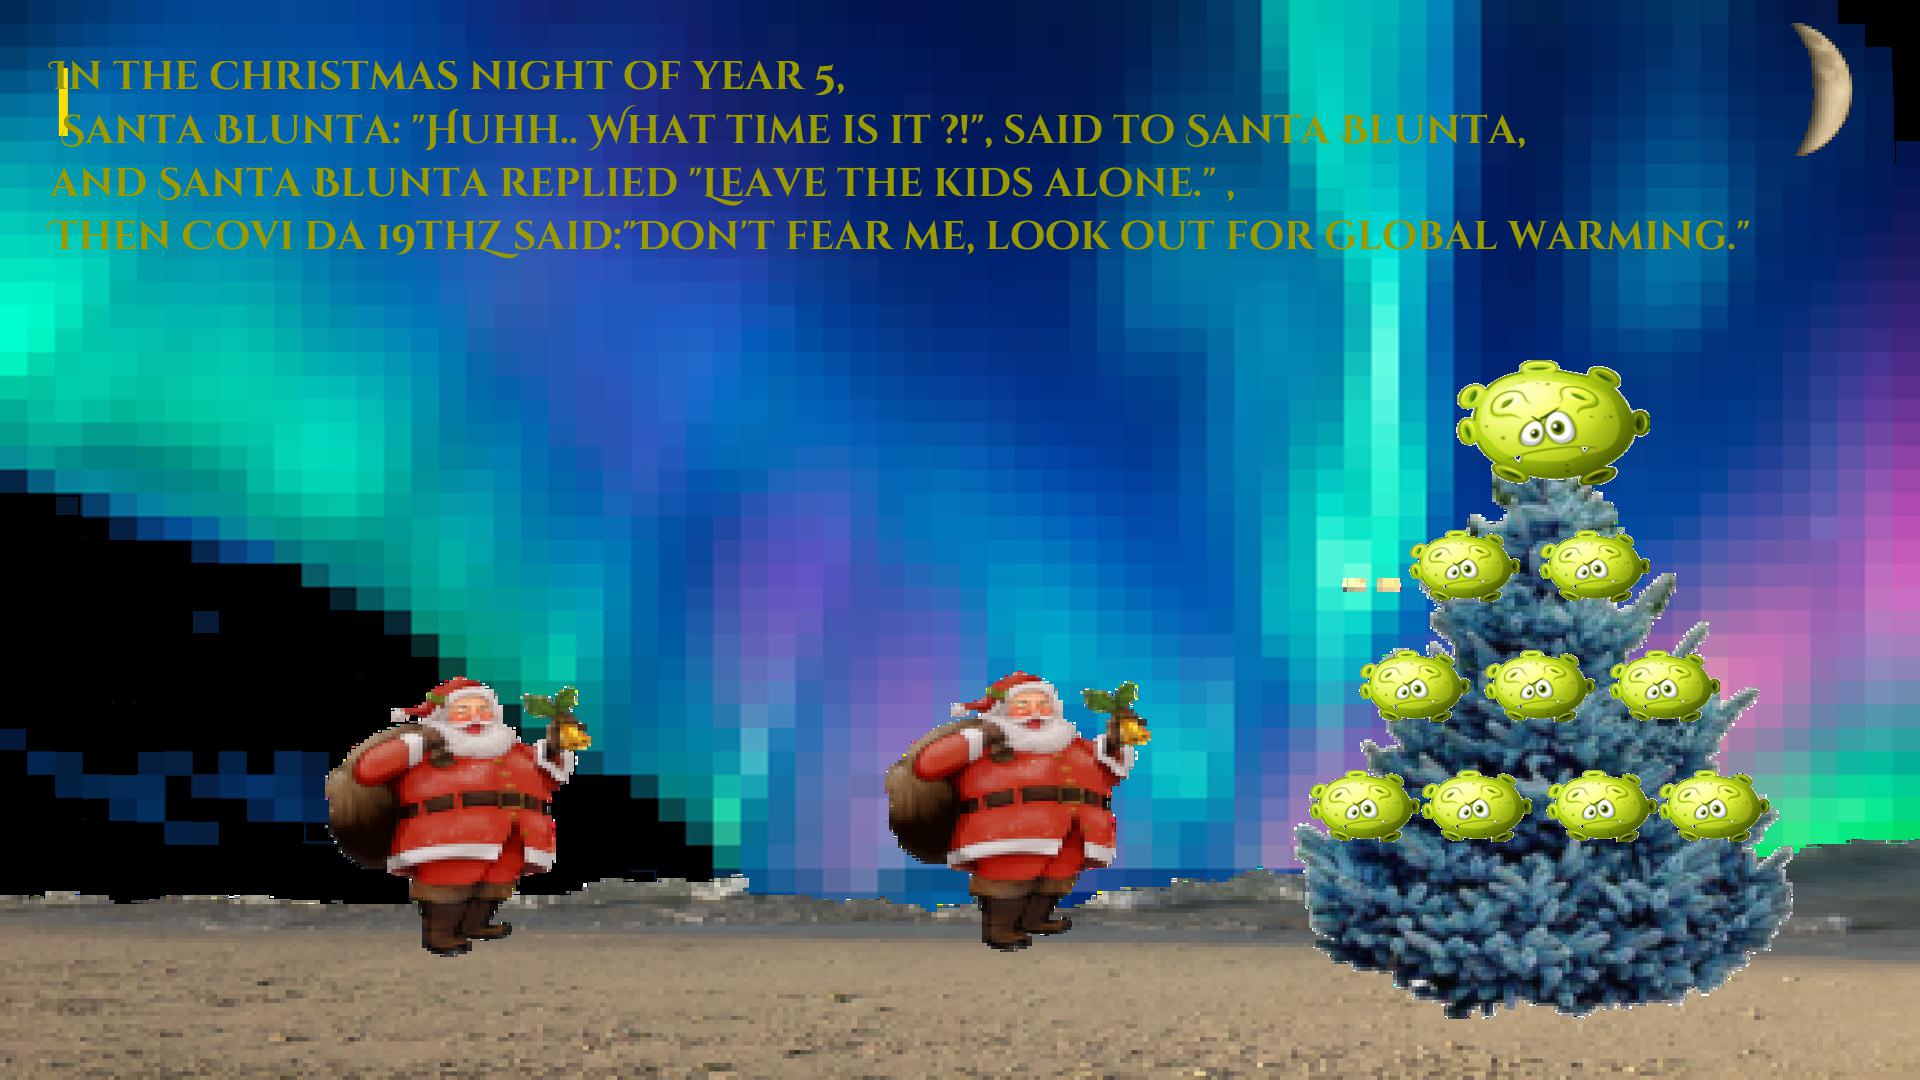 In the Christmas night of year 5,
Santa Blunta: "Huhh.. What time is it ?!", said to Santa Blunta,
and Santa Blunta replied "Leave the kids alone." ,
Then Covi Da 19thZ said:"Don't fear me, look out for global warming."